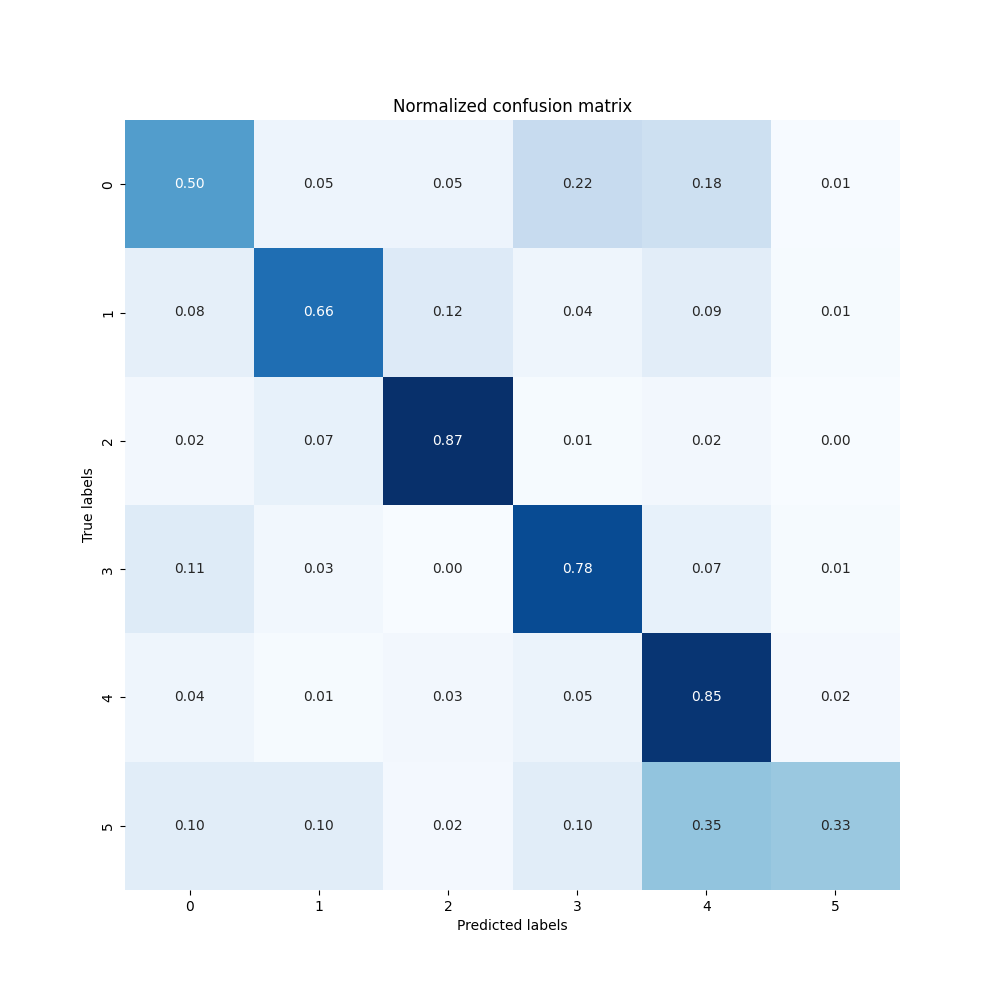 Normalized confusion matrix
0 0.50 0.05 0.05 0.22 0.18 0.01
1 0.08 0.66 0.12 0.04 0.09 0.01
2 0.02 0.07 0.87 0.01 0.02 0.00
3 0.11 0.03 0.00 0.78 0.07 0.01
4 0.04 0.01 0.03 0.05 0.85 0.02
5 0.10 0.10 0.02 0.10 0.35 0.33
True labels
0 1 2 3 4 5
Predicted labels